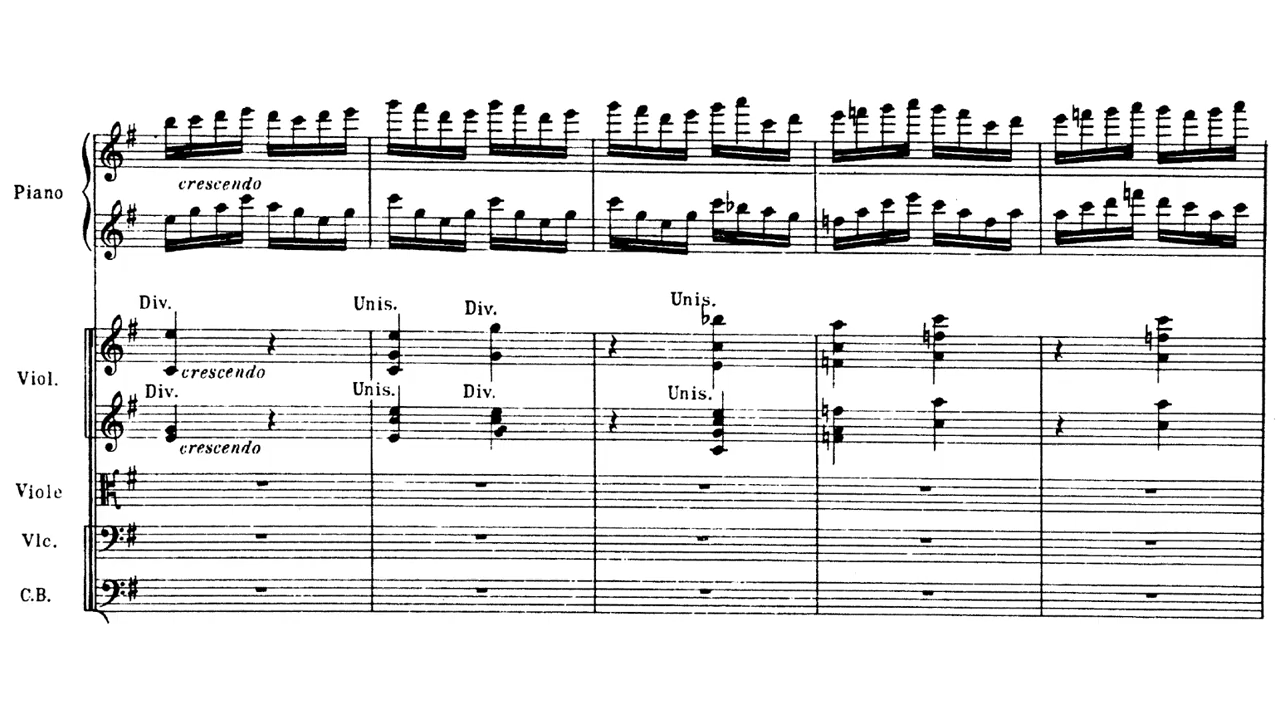 Piano
crescendo
Div. Unis. Div. Unis.
Viol.
crescendo
Div. Unis. Div. Unis.
crescendo
Viole
Vlc.
C.B.